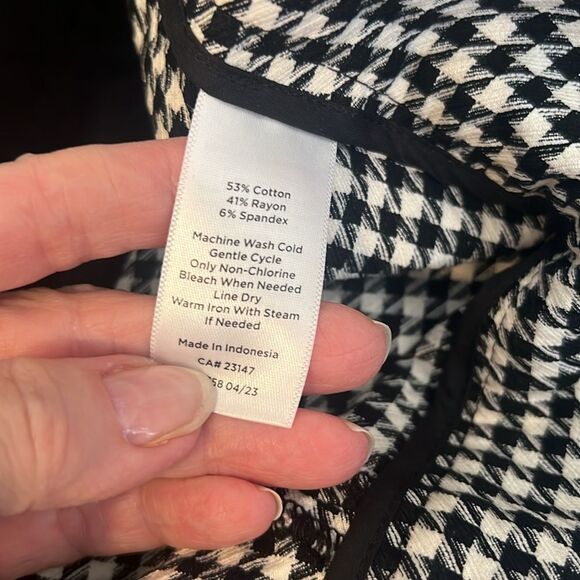 53% Cotton
41% Rayon
6% Spandex
Machine Wash Cold
Gentle Cycle
Only Non-Chlorine
Bleach When Needed
Line Dry
Warm Iron With Steam
If Needed
Made in Indonesia
CA# 23147
04/23